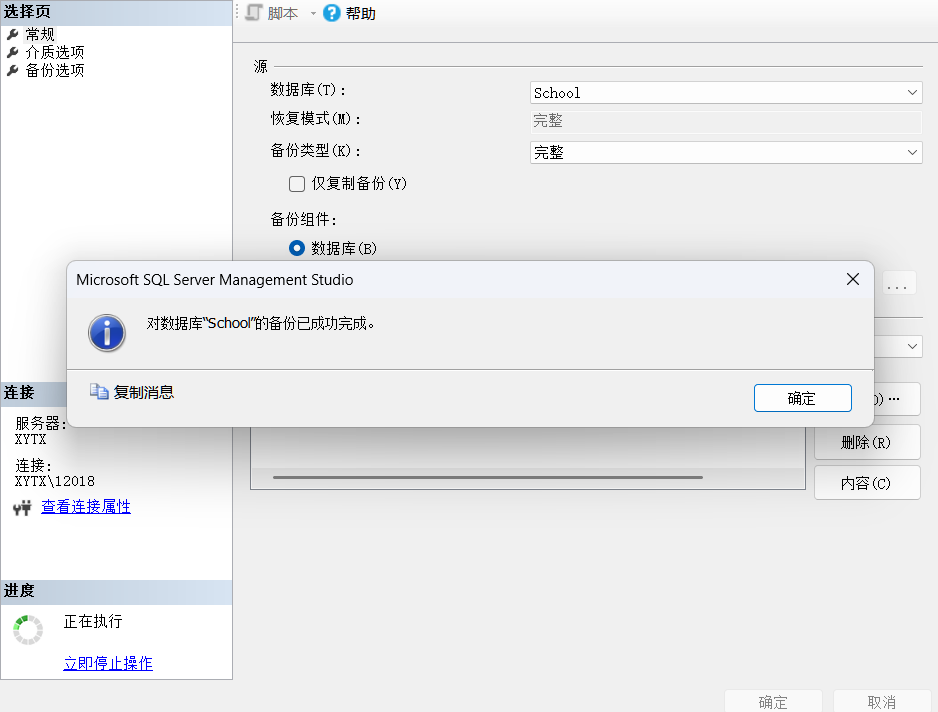 选择页
常规
介质选项
备份选项
脚本
帮助
源
数据库(T)：
School
恢复模式(M)：
完整
备份类型(K)：
完整
仅复制备份(Y)
备份组件:
数据库(B)
...
Microsoft SQL Server Management Studio
对数据库“School”的备份已成功完成。
复制消息
确定
) ...
删除(R)
内容(C)
连接
服务器:
XYTX
连接:
XYTX\12018
查看连接属性
进度
正在执行
立即停止操作
确定
取消